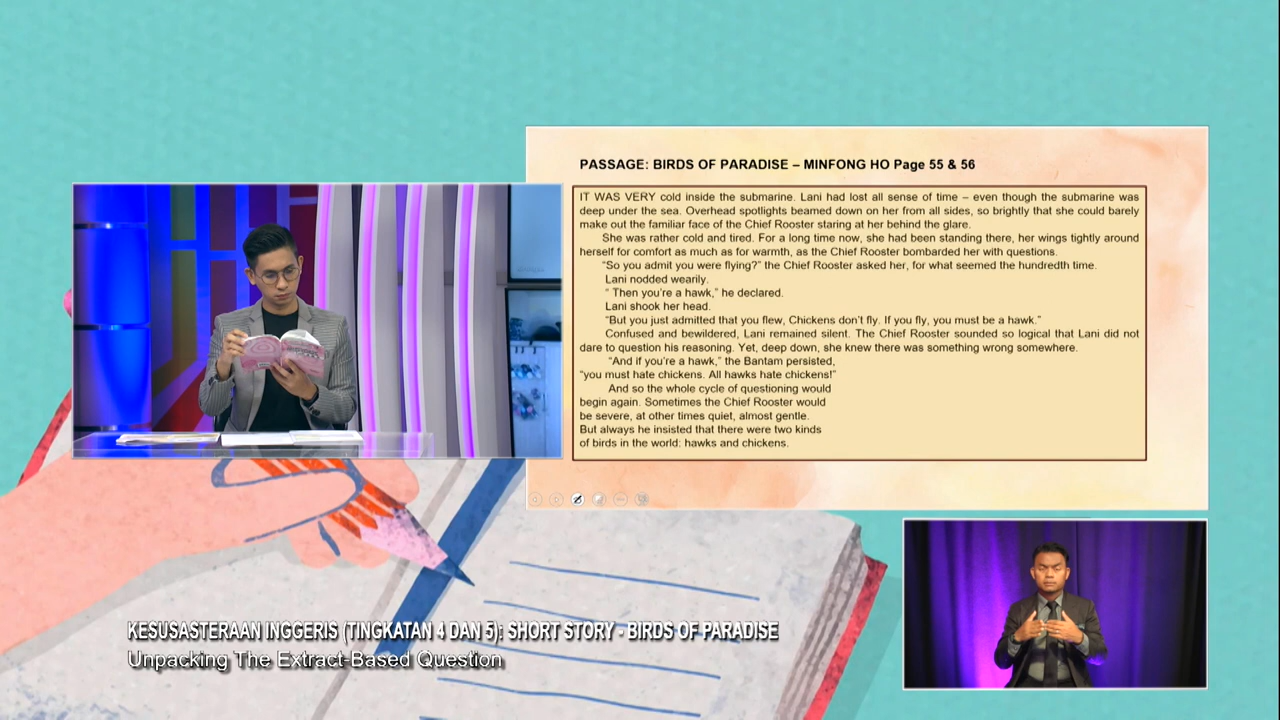 PASSAGE: BIRDS OF PARADISE – MINFONG HO Page 55 & 56
IT WAS VERY cold inside the submarine. Lani had lost all sense of time – even though the submarine was
deep under the sea. Overhead spotlights beamed down on her from all sides, so brightly that she could barely
make out the familiar face of the Chief Rooster staring at her behind the glare.
She was rather cold and tired. For a long time now, she had been standing there, her wings tightly around
herself for comfort as much as for warmth, as the Chief Rooster bombarded her with questions.
“So you admit you were flying?” the Chief Rooster asked her, for what seemed the hundredth time.
Lani nodded wearily.
“ Then you’re a hawk,” he declared.
Lani shook her head.
“But you just admitted that you flew, Chickens don’t fly. If you fly, you must be a hawk.”
Confused and bewildered, Lani remained silent. The Chief Rooster sounded so logical that Lani did not
dare to question his reasoning. Yet, deep down, she knew there was something wrong somewhere.
“And if you’re a hawk,” the Bantam persisted,
“you must hate chickens. All hawks hate chickens!”
And so the whole cycle of questioning would
begin again. Sometimes the Chief Rooster would
be severe, at other times quiet, almost gentle.
But always he insisted that there were two kinds
of birds in the world: hawks and chickens.
KESUSASTERAAN INGGERIS (TINGKATAN 4 DAN 5): SHORT STORY - BIRDS OF PARADISE
Unpacking The Extract-Based Question